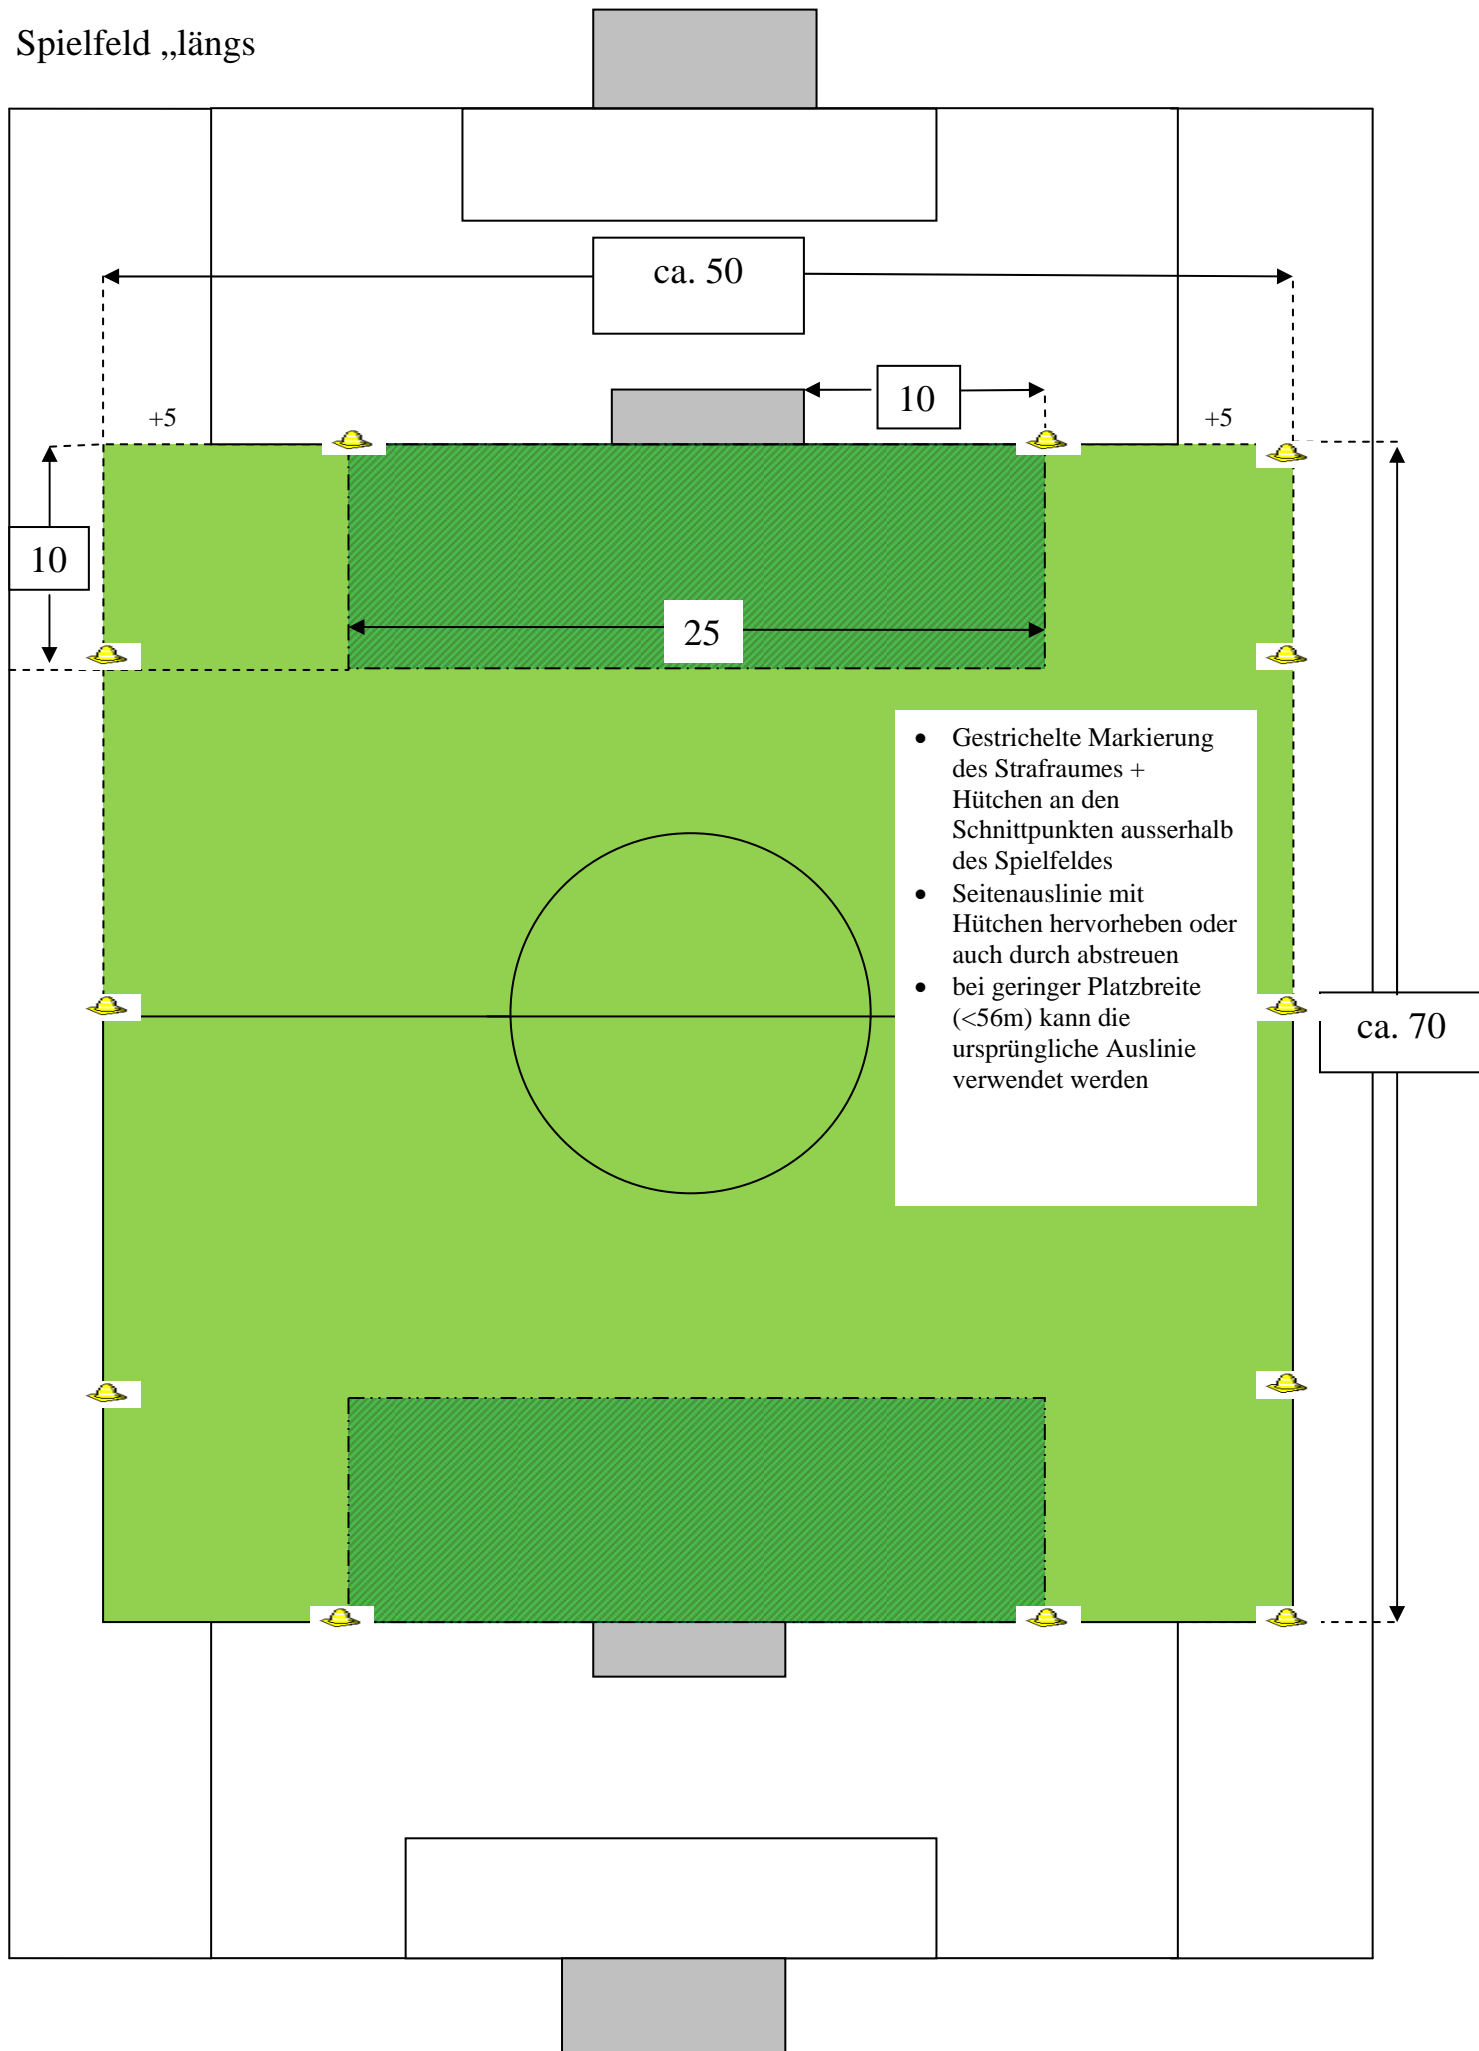 Spielfeld „längs
ca. 50
10
+5
+5
10
25
• Gestrichelte Markierung
des Strafraumes +
Hütchen an den
Schnittpunkten ausserhalb
des Spielfeldes
• Seitenauslinie mit
Hütchen hervorheben oder
auch durch abstreuen
• bei geringer Platzbreite
(<56m) kann die
ursprüngliche Auslinie
verwendet werden
ca. 70